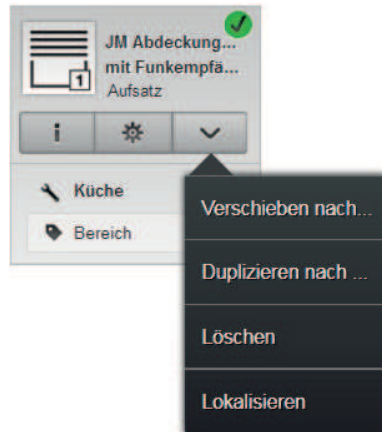 JM Abdeckung...
mit Funkempfä...
Aufsatz
1
i
Küche
Bereich
Verschieben nach...
Duplizieren nach ...
Löschen
Lokalisieren